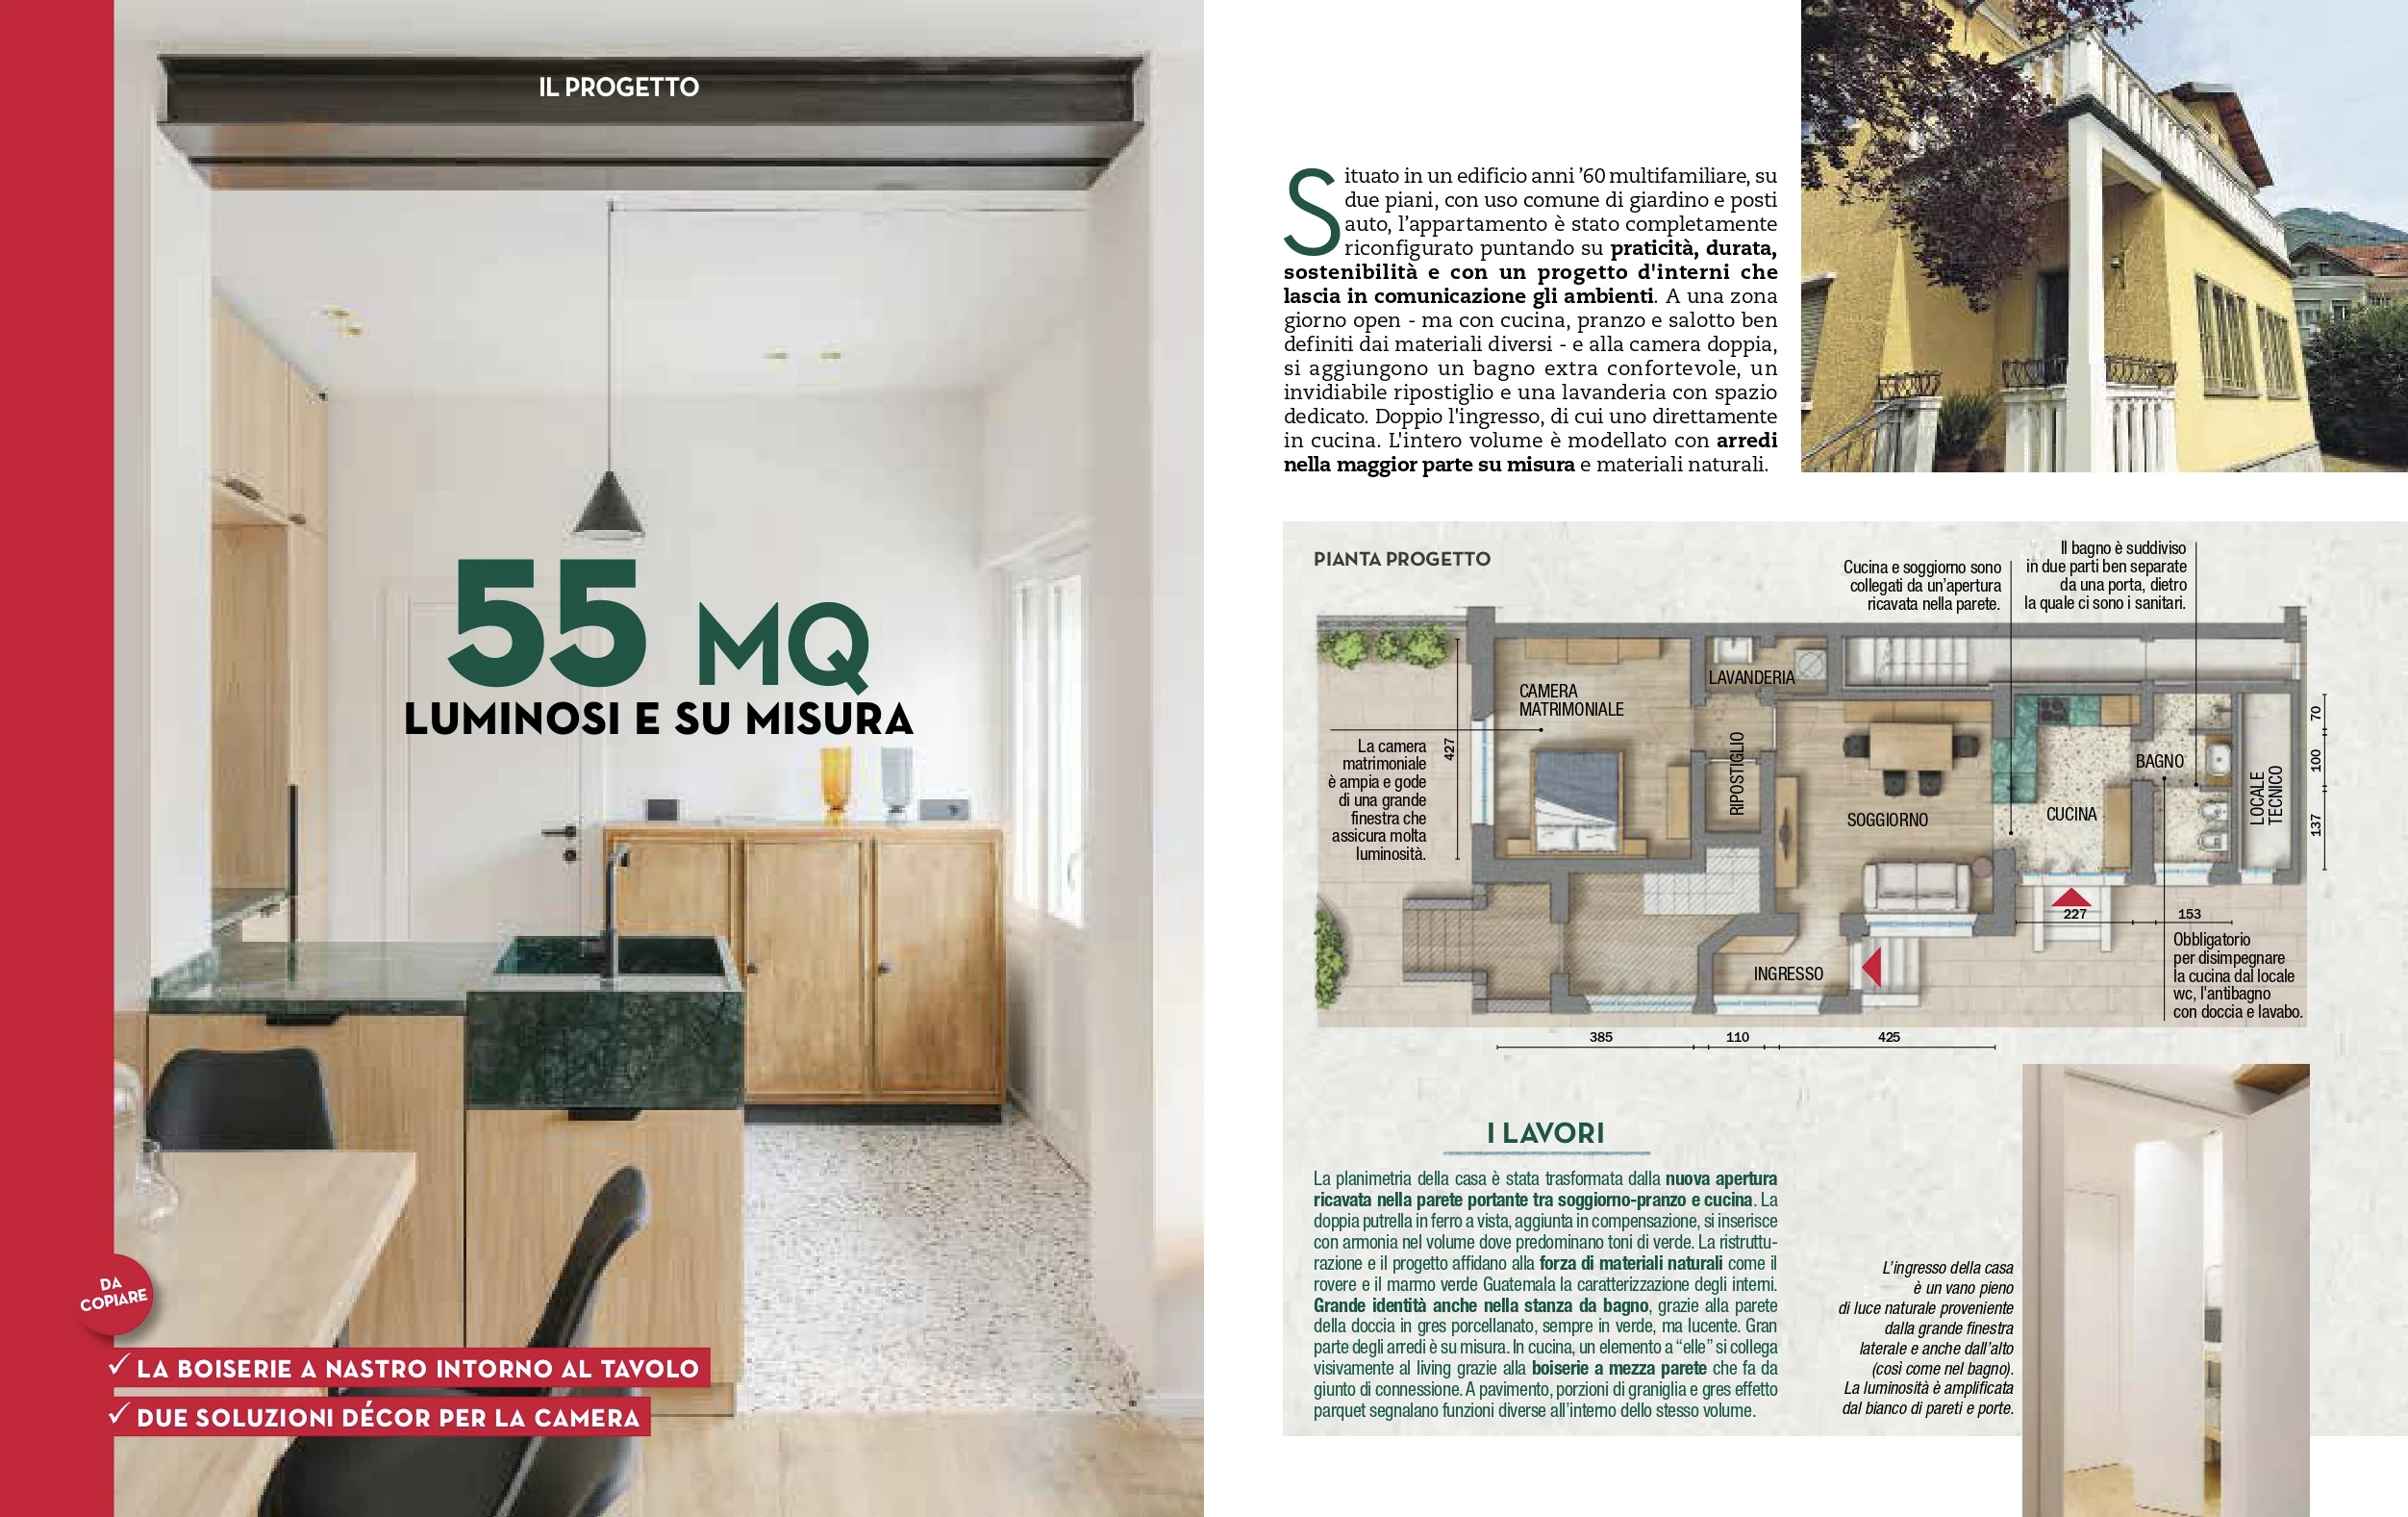 IL PROGETTO
55 MQ
LUMINOSI E SU MISURA
DA
COPIARE
✓ LA BOISERIE A NASTRO INTORNO AL TAVOLO
✓ DUE SOLUZIONI DÉCOR PER LA CAMERA
Situato in un edificio anni ’60 multifamiliare, su
due piani, con uso comune di giardino e posti
auto, l’appartamento è stato completamente
riconfigurato puntando su praticità, durata,
sostenibilità e con un progetto d'interni che
lascia in comunicazione gli ambienti. A una zona
giorno open - ma con cucina, pranzo e salotto ben
definiti dai materiali diversi - e alla camera doppia,
si aggiungono un bagno extra confortevole, un
invidiabile ripostiglio e una lavanderia con spazio
dedicato. Doppio l'ingresso, di cui uno direttamente
in cucina. L'intero volume è modellato con arredi
nella maggior parte su misura e materiali naturali.
PIANTA PROGETTO
Cucina e soggiorno sono
collegati da un’apertura
ricavata nella parete.
Il bagno è suddiviso
in due parti ben separate
da una porta, dietro
la quale ci sono i sanitari.
CAMERA
MATRIMONIALE
LAVANDERIA
RIPOSTIGLIO
SOGGIORNO
CUCINA
BAGNO
LOCALE
TECNICO
INGRESSO
La camera
matrimoniale
è ampia e gode
di una grande
finestra che
assicura molta
luminosità.
427
70
100
137
227
153
Obbligatorio
per disimpegnare
la cucina dal locale
wc, l'antibagno
con doccia e lavabo.
385
110
425
I LAVORI
La planimetria della casa è stata trasformata dalla nuova apertura
ricavata nella parete portante tra soggiorno-pranzo e cucina. La
doppia putrella in ferro a vista, aggiunta in compensazione, si inserisce
con armonia nel volume dove predominano toni di verde. La ristruttu-
razione e il progetto affidano alla forza di materiali naturali come il
rovere e il marmo verde Guatemala la caratterizzazione degli interni.
Grande identità anche nella stanza da bagno, grazie alla parete
della doccia in gres porcellanato, sempre in verde, ma lucente. Gran
parte degli arredi è su misura. In cucina, un elemento a “elle” si collega
visivamente al living grazie alla boiserie a mezza parete che fa da
giunto di connessione. A pavimento, porzioni di graniglia e gres effetto
parquet segnalano funzioni diverse all’interno dello stesso volume.
L’ingresso della casa
è un vano pieno
di luce naturale proveniente
dalla grande finestra
laterale e anche dall’alto
(così come nel bagno).
La luminosità è amplificata
dal bianco di pareti e porte.